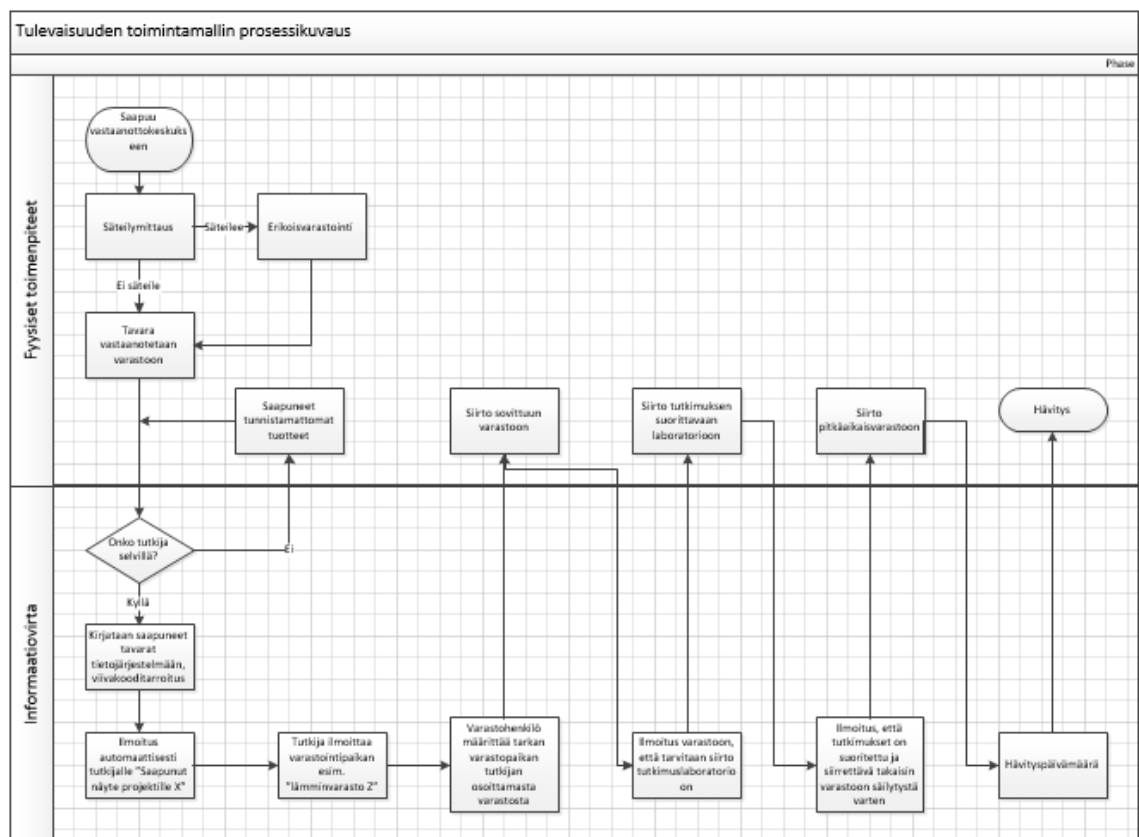 Tulevaisuuden toimintamallin prosessikuvaus
Phase
Fyysiset toimenpiteet
Saapuu
vastaanottokeskuks
een
Säteilymittaus
Säteilee
Erikoisvarastointi
Ei säteile
Tavara
vastaanotetaan
varastoon
Saapuneet
tunnistamattomat
tuotteet
Siirto sovittuun
varastoon
Siirto tutkimuksen
suorittavaan
laboratorioon
Siirto
pitkäaikaisvarastoon
Hävitys
Informaatiovirta
Onko tutkija
selvillä?
Ei
Kyllä
Kirjataan saapuneet
tavarat
tietojärjestelmään,
viivakooditarroitus
Ilmoitus
automaattisesti
tutkijalle "Saapunut
näyte projektille X"
Tutkija ilmoittaa
varastointipaikan
esim.
"lämminvarasto Z"
Varastohenkilö
määrittää tarkan
varastopaikan
tutkijan
osoittamasta
varastosta
Ilmoitus varastoon,
että tarvitaan siirto
tutkimuslaboratorio
on
Ilmoitus, että
tutkimukset on
suoritettu ja
siirrettävä takaisin
varastoon säilytystä
varten
Hävityspäivämäärä